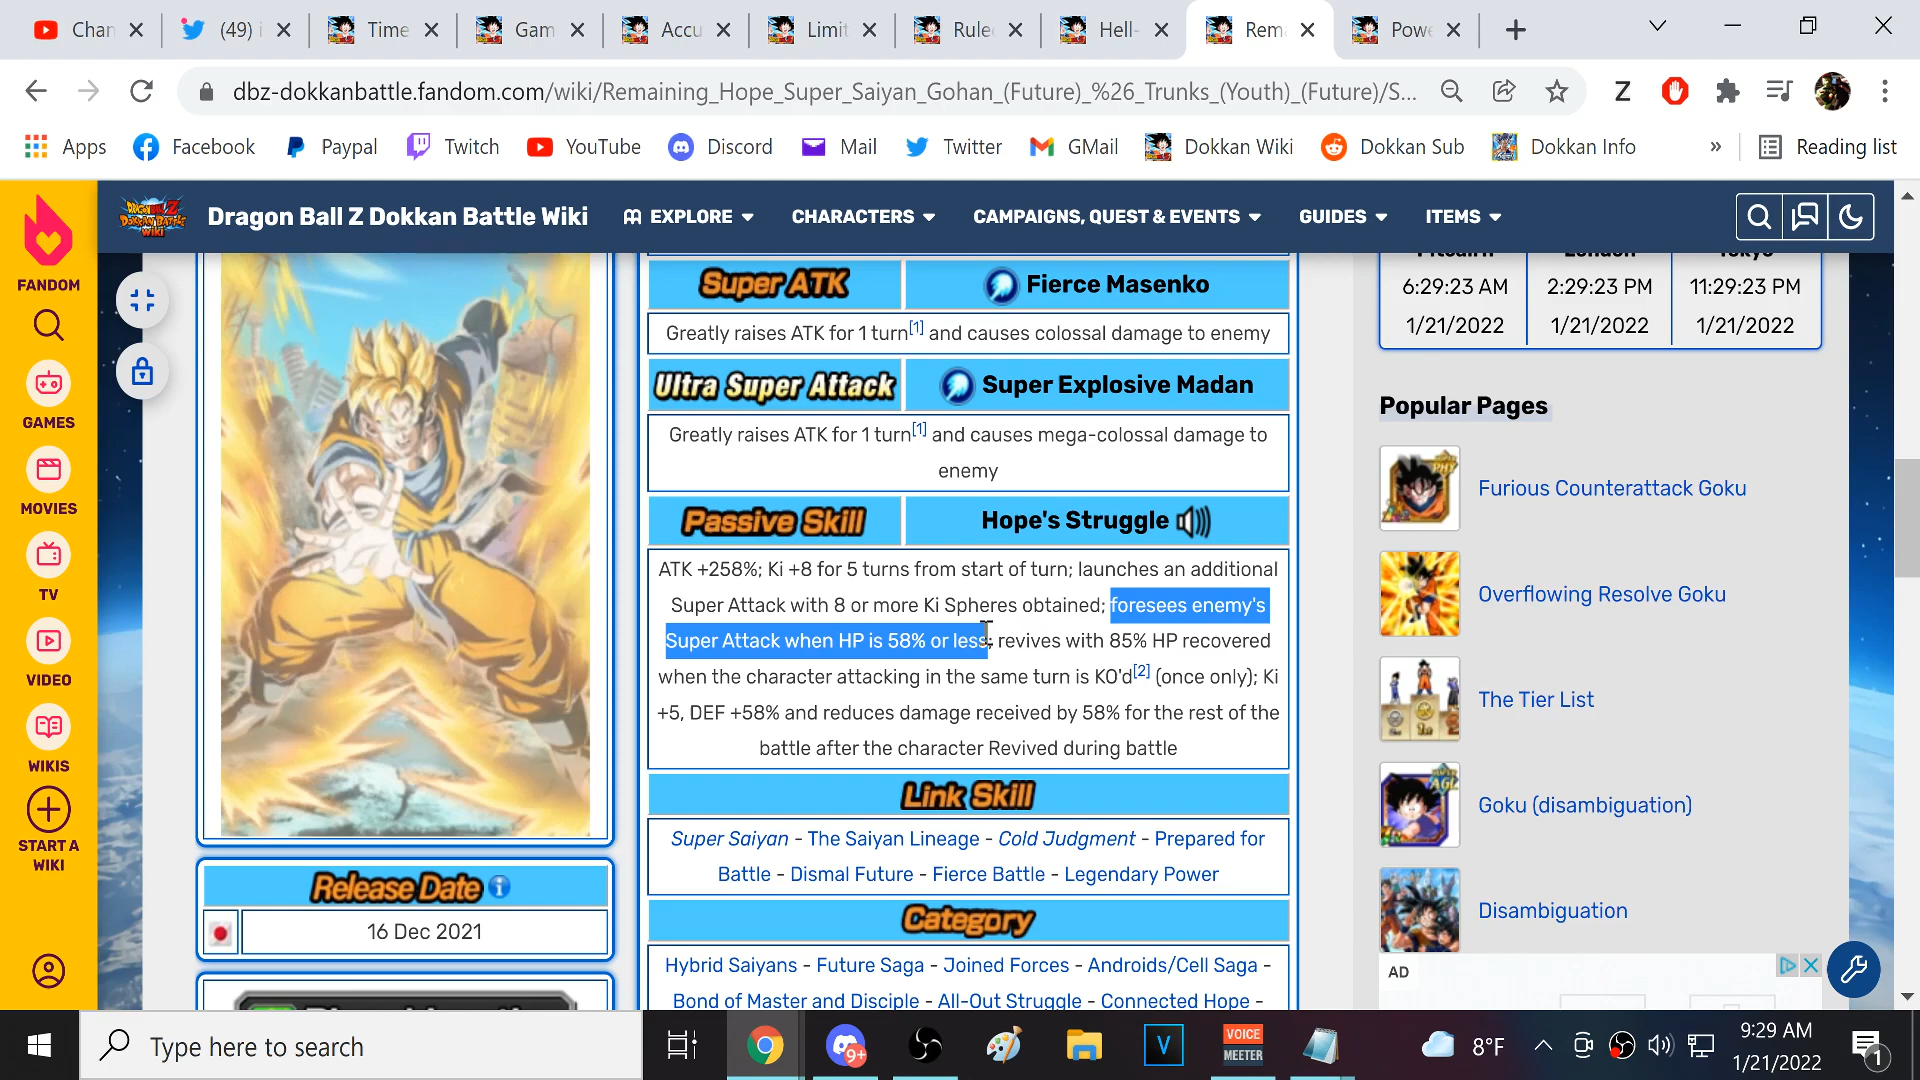 Chan
(49) i
Time
Gam
Accu
Limit
Rulec
Hell-
Rema
Powe
dbz-dokkanbattle.fandom.com/wiki/Remaining_Hope_Super_Saiyan_Gohan_(Future)_%26_Trunks_(Youth)_(Future)/S...
Apps
Facebook
Paypal
Twitch
YouTube
Discord
Mail
Twitter
GMail
Dokkan Wiki
Dokkan Sub
Dokkan Info
»
Reading list
Dragon Ball Z Dokkan Battle Wiki
EXPLORE
CHARACTERS
CAMPAIGNS, QUEST & EVENTS
GUIDES
ITEMS
FANDOM
GAMES
MOVIES
TV
VIDEO
WIKIS
START A
WIKI
Super ATK
Fierce Masenko
Greatly raises ATK for 1 turn[1] and causes colossal damage to enemy
Ultra Super Attack
Super Explosive Madan
Greatly raises ATK for 1 turn[1] and causes mega-colossal damage to
enemy
Passive Skill
Hope's Struggle
ATK +258%; Ki +8 for 5 turns from start of turn; launches an additional
Super Attack with 8 or more Ki Spheres obtained; foresees enemy's
Super Attack when HP is 58% or less; revives with 85% HP recovered
when the character attacking in the same turn is KO'd[2] (once only); Ki
+5, DEF +58% and reduces damage received by 58% for the rest of the
battle after the character Revived during battle
Link Skill
Super Saiyan - The Saiyan Lineage - Cold Judgment - Prepared for
Battle - Dismal Future - Fierce Battle - Legendary Power
Category
Hybrid Saiyans - Future Saga - Joined Forces - Androids/Cell Saga -
Bond of Master and Disciple - All-Out Struggle - Connected Hope -
Release Date
16 Dec 2021
London
Tokyo
6:29:23 AM
2:29:23 PM
11:29:23 PM
1/21/2022
1/21/2022
1/21/2022
Popular Pages
Furious Counterattack Goku
Overflowing Resolve Goku
The Tier List
Goku (disambiguation)
Disambiguation
AD
Type here to search
9+
V
VOICE
MEETER
8°F
9:29 AM
1/21/2022
1